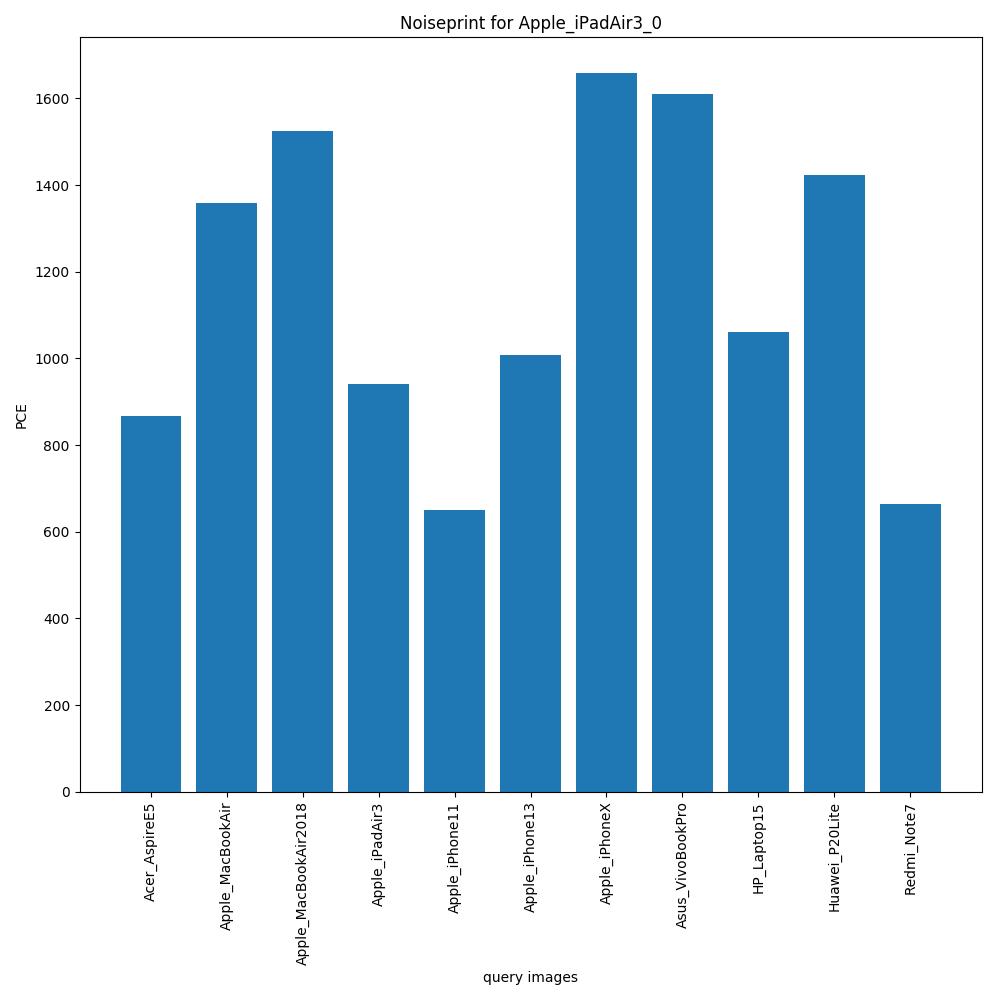 Noiseprint for Apple_iPadAir3_0
PCE
1600
1400
1200
1000
800
600
400
200
0
Acer_AspireE5
Apple_MacBookAir
Apple_MacBookAir2018
Apple_iPadAir3
Apple_iPhone11
Apple_iPhone13
Apple_iPhoneX
Asus_VivoBookPro
HP_Laptop15
Huawei_P20Lite
Redmi_Note7
query images